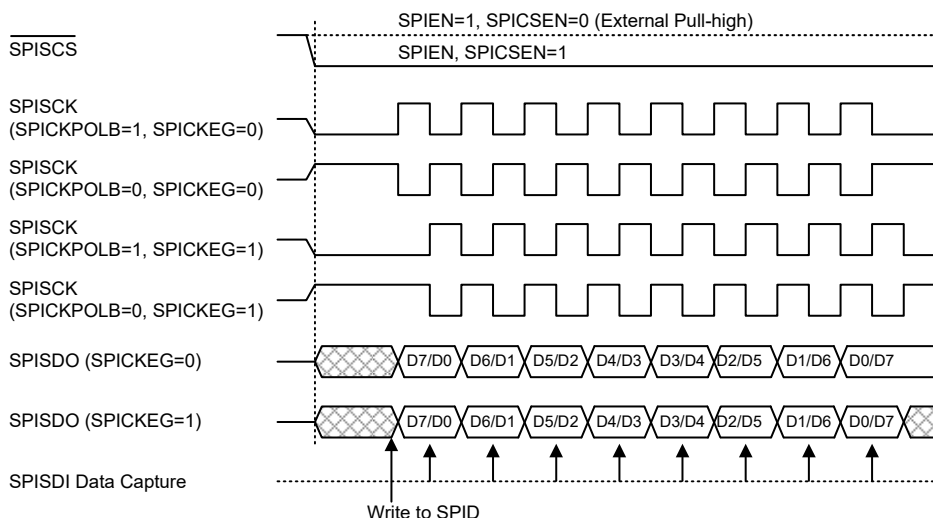 SPIEN=1, SPICSEN=0 (External Pull-high)
SPISCS
SPIEN, SPICSEN=1
SPISCK
(SPICKPOLB=1, SPICKEG=0)
SPISCK
(SPICKPOLB=0, SPICKEG=0)
SPISCK
(SPICKPOLB=1, SPICKEG=1)
SPISCK
(SPICKPOLB=0, SPICKEG=1)
SPISDO (SPICKEG=0) D7/D0 D6/D1 D5/D2 D4/D3 D3/D4 D2/D5 D1/D6 D0/D7
SPISDO (SPICKEG=1) D7/D0 D6/D1 D5/D2 D4/D3 D3/D4 D2/D5 D1/D6 D0/D7
SPISDI Data Capture
Write to SPID